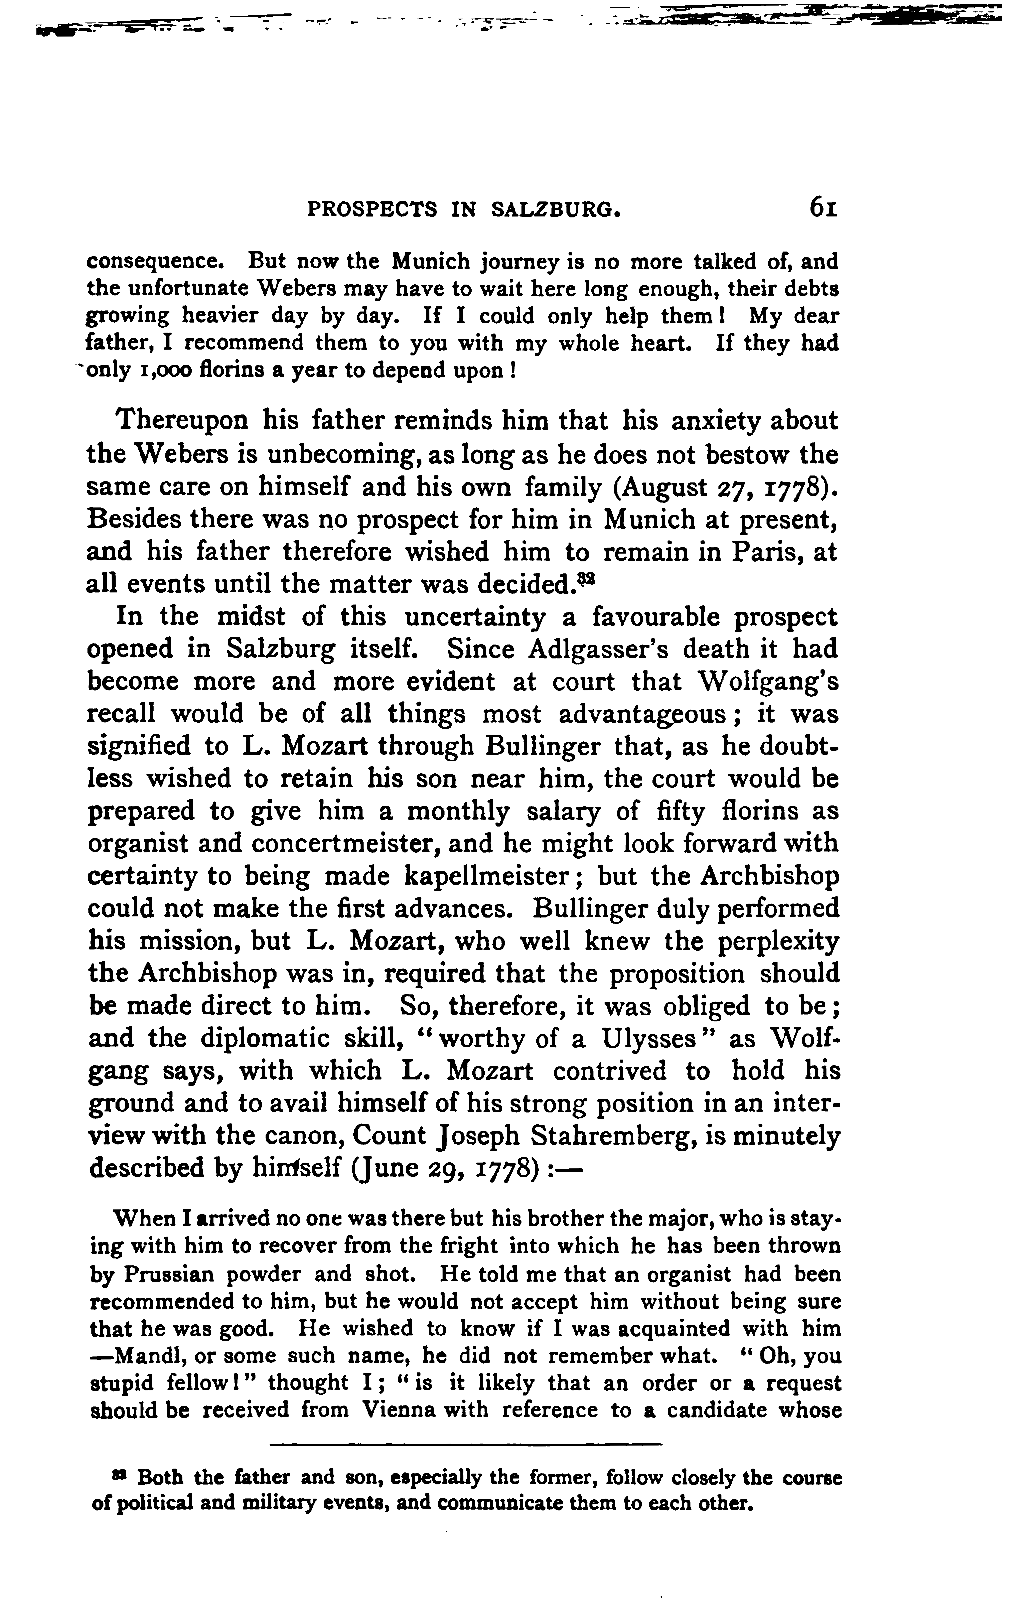 PROSPECTS IN SALZBURG. 61
consequence. But now the Munich journey is no more talked of, and
the unfortunate Webers may have to wait here long enough, their debts
growing heavier day by day. If I could only help them! My dear
father, I recommend them to you with my whole heart. If they had
only 1,000 florins a year to depend upon!
Thereupon his father reminds him that his anxiety about
the Webers is unbecoming, as long as he does not bestow the
same care on himself and his own family (August 27, 1778).
Besides there was no prospect for him in Munich at present,
and his father therefore wished him to remain in Paris, at
all events until the matter was decided.³²
In the midst of this uncertainty a favourable prospect
opened in Salzburg itself. Since Adlgasser's death it had
become more and more evident at court that Wolfgang's
recall would be of all things most advantageous; it was
signified to L. Mozart through Bullinger that, as he doubt-
less wished to retain his son near him, the court would be
prepared to give him a monthly salary of fifty florins as
organist and concertmeister, and he might look forward with
certainty to being made kapellmeister; but the Archbishop
could not make the first advances. Bullinger duly performed
his mission, but L. Mozart, who well knew the perplexity
the Archbishop was in, required that the proposition should
be made direct to him. So, therefore, it was obliged to be;
and the diplomatic skill, "worthy of a Ulysses" as Wolf-
gang says, with which L. Mozart contrived to hold his
ground and to avail himself of his strong position in an inter-
view with the canon, Count Joseph Stahremberg, is minutely
described by himself (June 29, 1778):—
When I arrived no one was there but his brother the major, who is stay-
ing with him to recover from the fright into which he has been thrown
by Prussian powder and shot. He told me that an organist had been
recommended to him, but he would not accept him without being sure
that he was good. He wished to know if I was acquainted with him
—Mandl, or some such name, he did not remember what. "Oh, you
stupid fellow!" thought I; "is it likely that an order or a request
should be received from Vienna with reference to a candidate whose
³² Both the father and son, especially the former, follow closely the course
of political and military events, and communicate them to each other.